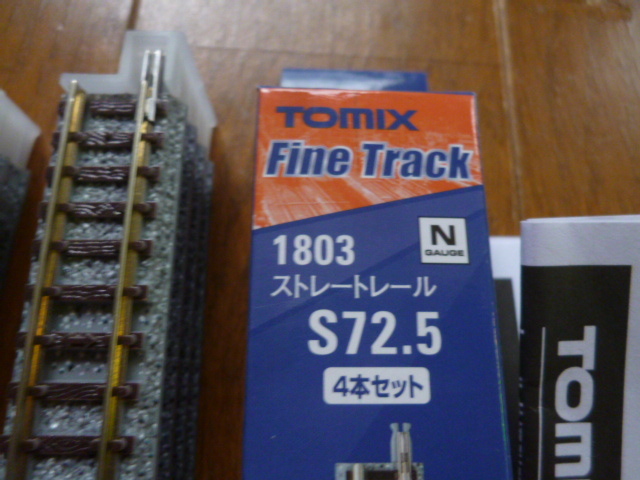 TOMIX
Fine Track
1803
N
GAUGE
ストレートレール
S72.5
4本セット
TOMI